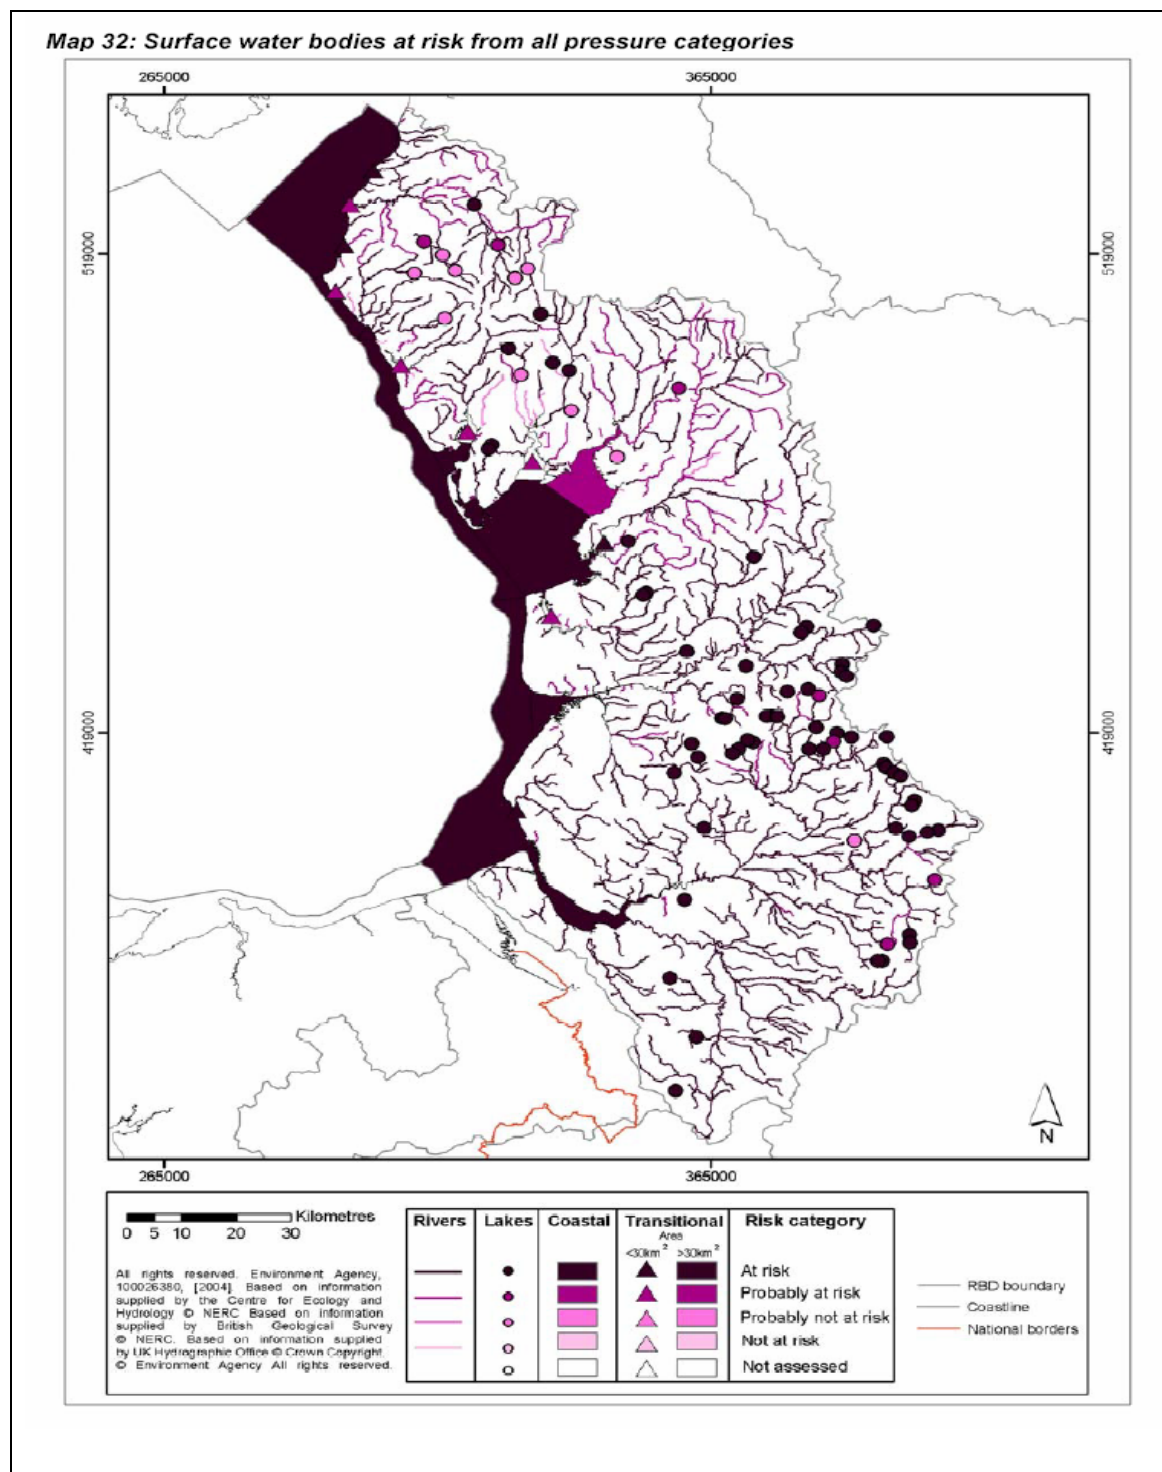 Map 32: Surface water bodies at risk from all pressure categories
265000 365000
519000 519000
419000 419000
N
265000 365000
Kilometres
0 5 10 20 30
All rights reserved. Environment Agency,
100026380, [2004]. Based on information
supplied by the Centre for Ecology and
Hydrology © NERC Based on information
supplied by British Geological Survey
© NERC. Based on information supplied
by UK Hydrographic Office © Crown Copyright.
© Environment Agency All rights reserved.
Rivers Lakes Coastal Transitional Risk category
Area
<30km² >30km²
At risk
Probably at risk
Probably not at risk
Not at risk
Not assessed
RBD boundary
Coastline
National borders